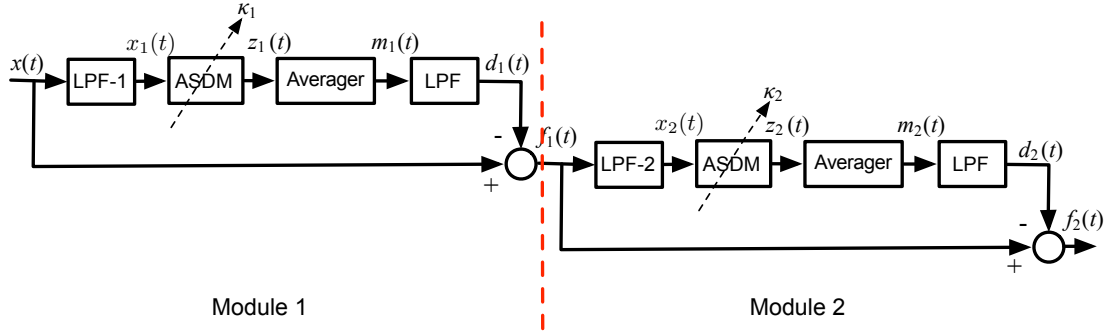 κ₁
x(t)
x₁(t)
z₁(t)
m₁(t)
d₁(t)
LPF-1
ASDM
Averager
LPF
-
+
f₁(t)
κ₂
x₂(t)
z₂(t)
m₂(t)
d₂(t)
LPF-2
ASDM
Averager
LPF
-
+
f₂(t)
Module 1
Module 2